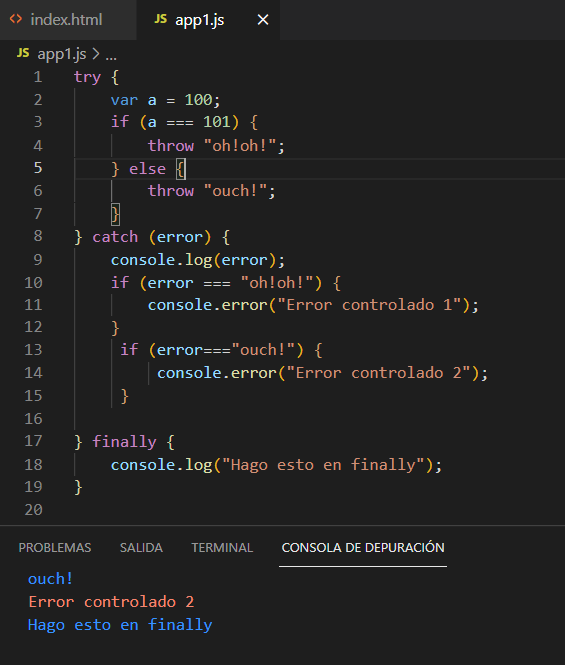 <> index.html JS app1.js ×
JS app1.js > ...
1 try {
2 var a = 100;
3 if (a === 101) {
4 throw "oh!oh!";
5 } else {
6 throw "ouch!";
7 }
8 } catch (error) {
9 console.log(error);
10 if (error === "oh!oh!") {
11 console.error("Error controlado 1");
12 }
13 if (error==="ouch!") {
14 console.error("Error controlado 2");
15 }
16
17 } finally {
18 console.log("Hago esto en finally");
19 }
20
PROBLEMAS SALIDA TERMINAL CONSOLA DE DEPURACIÓN
ouch!
Error controlado 2
Hago esto en finally